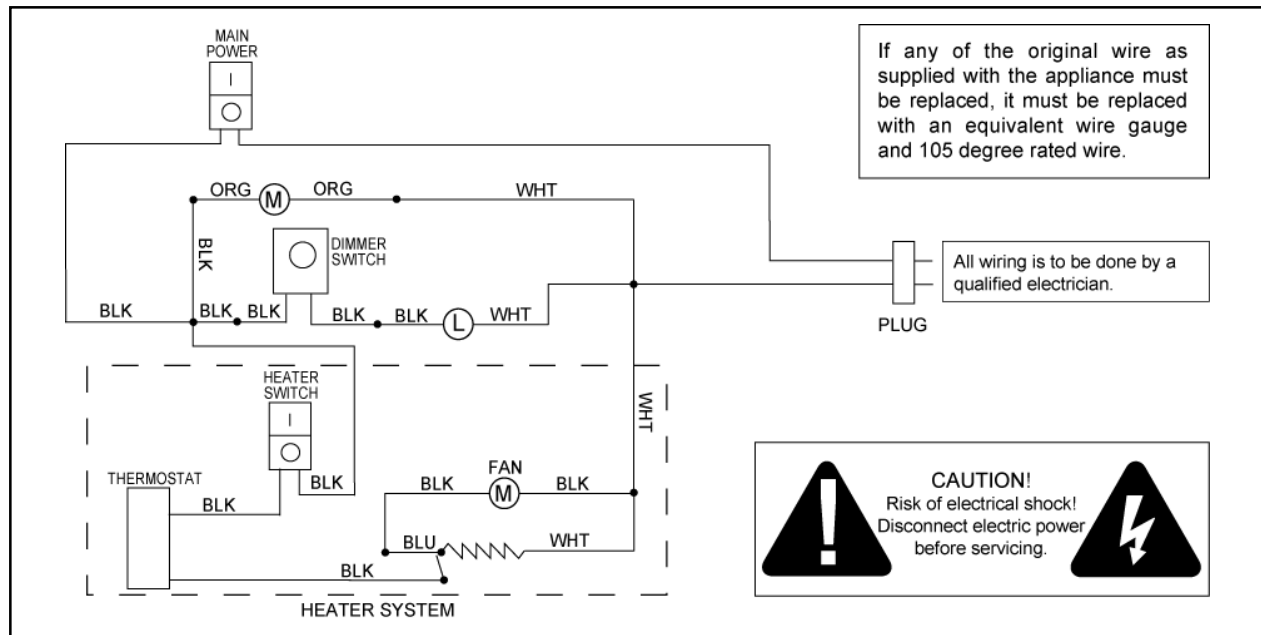 MAIN
POWER
I
If any of the original wire as
supplied with the appliance must
be replaced, it must be replaced
with an equivalent wire gauge
and 105 degree rated wire.
ORG
M
ORG
WHT
BLK
DIMMER
SWITCH
All wiring is to be done by a
qualified electrician.
PLUG
BLK
BLK
BLK
BLK
BLK
L
WHT
HEATER
SWITCH
I
WHT
THERMOSTAT
BLK
BLK
FAN
BLK
M
BLK
BLU
WHT
BLK
HEATER SYSTEM
CAUTION!
Risk of electrical shock!
Disconnect electric power
before servicing.